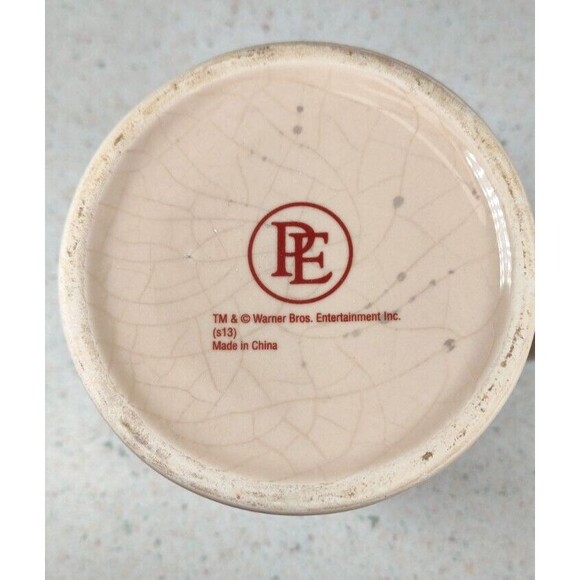 PE
TM & © Warner Bros. Entertainment Inc.
(s13)
Made in China